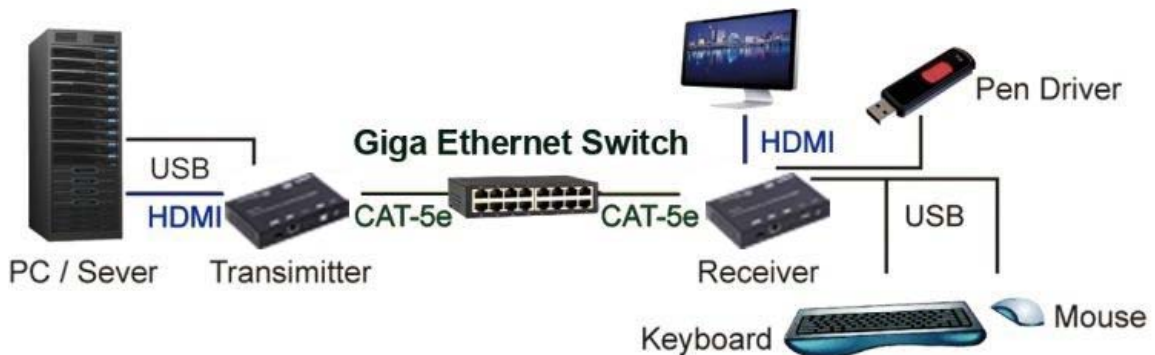 Pen Driver
Giga Ethernet Switch
HDMI
USB
HDMI
CAT-5e
CAT-5e
USB
PC / Sever
Transimitter
Receiver
Keyboard
Mouse